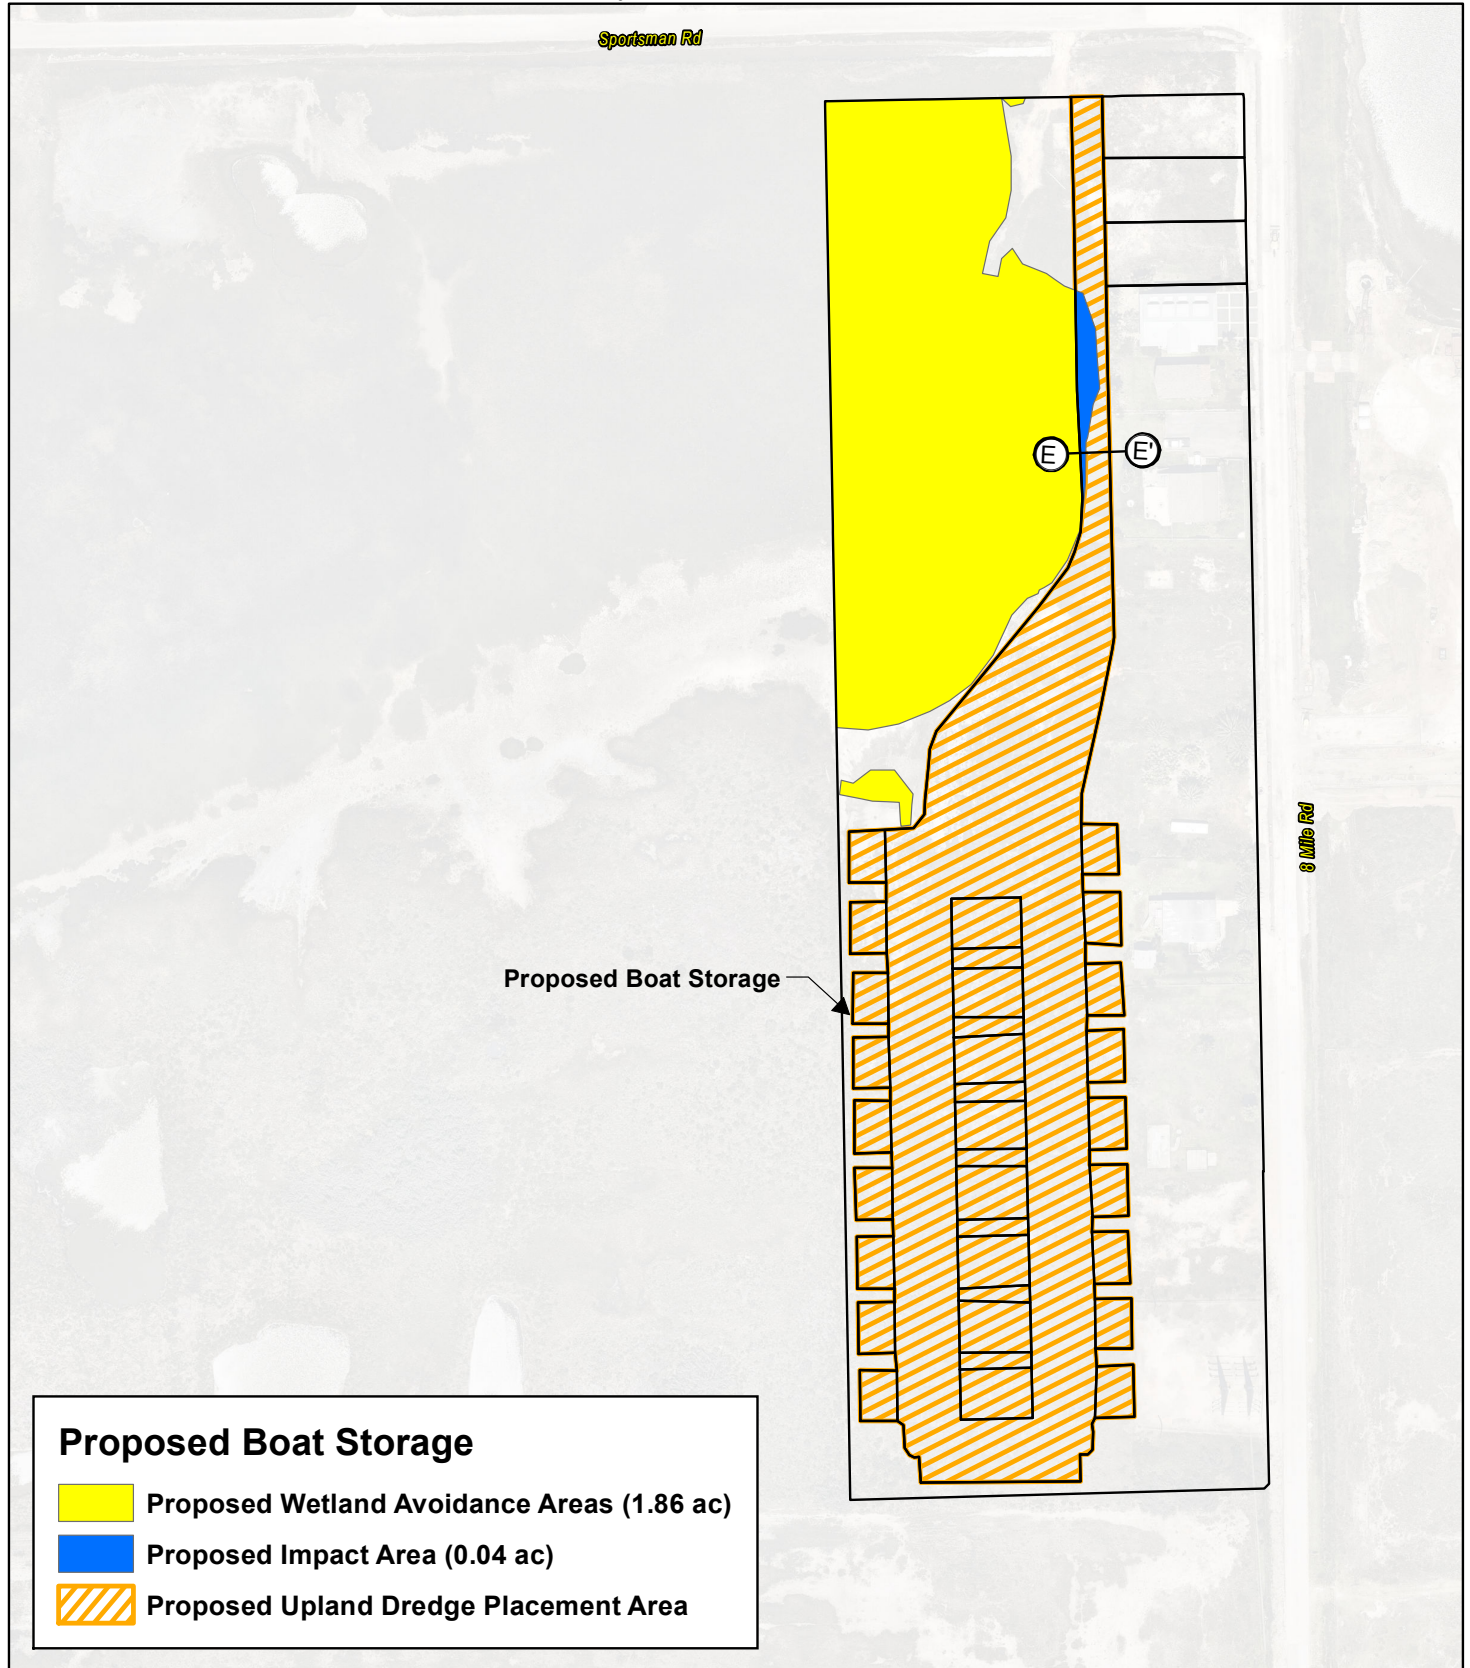 Sportsman Rd
E
E'
8 Mile Rd
Proposed Boat Storage
Proposed Boat Storage
Proposed Wetland Avoidance Areas (1.86 ac)
Proposed Impact Area (0.04 ac)
Proposed Upland Dredge Placement Area